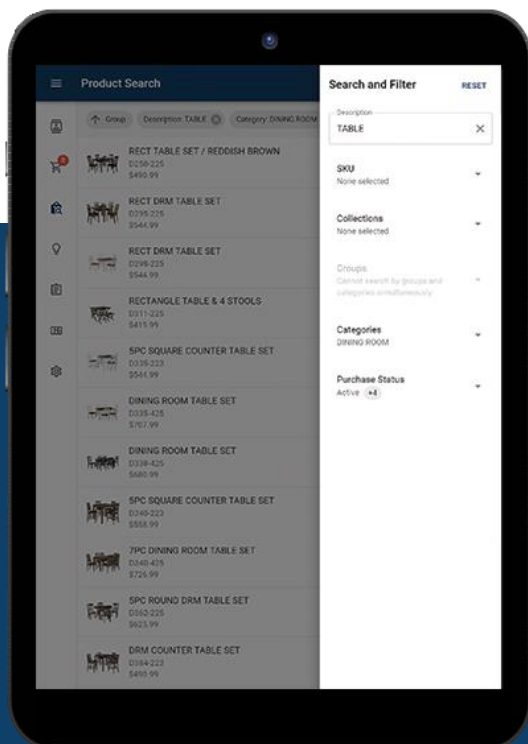 Product Search
Group
Description: TABLE
Category: DINING ROOM
RECT TABLE SET / REDDISH BROWN
D258-225
$490.99
RECT DRM TABLE SET
D295-225
$544.99
RECT DRM TABLE SET
D298-225
$544.99
RECTANGLE TABLE & 4 STOOLS
D311-225
$415.99
5PC SQUARE COUNTER TABLE SET
D335-223
$544.99
DINING ROOM TABLE SET
D335-425
$707.99
DINING ROOM TABLE SET
D338-425
$680.99
5PC SQUARE COUNTER TABLE SET
D340-223
7PC DINING ROOM TABLE SET
D340-425
$726.99
5PC ROUND DRM TABLE SET
D362-225
$623.99
DRM COUNTER TABLE SET
D384-223
$490.99
Search and Filter
RESET
Description
TABLE
SKU
None selected
Collections
None selected
Groups
Cannot search by groups and
categories simultaneously
Categories
DINING ROOM
Purchase Status
Active +4